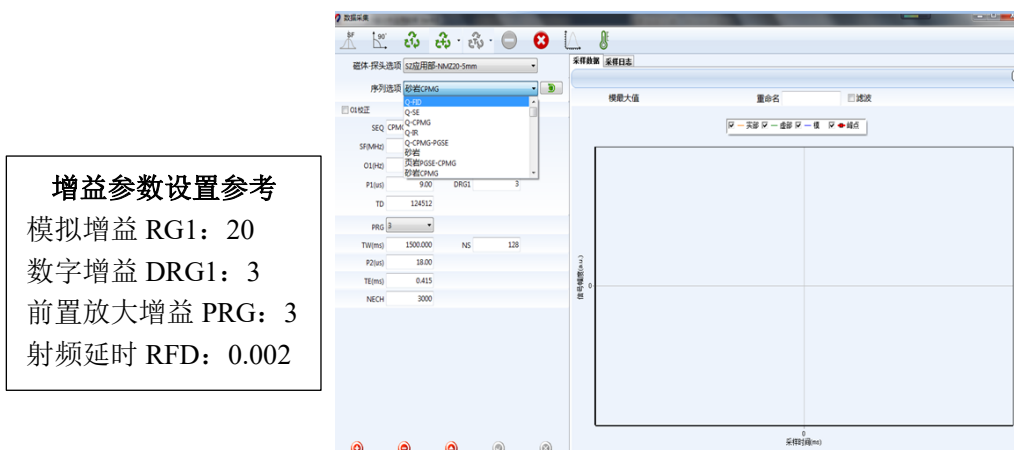 增益参数设置参考
模拟增益 RG1：20
数字增益 DRG1：3
前置放大增益 PRG：3
射频延时 RFD：0.002
数据采集
SF
90°
磁体-探头选项 SZ应用部-NMZ20-5mm
序列选项 砂岩CPMG
Q-FID
Q-SE
Q-CPMG
Q-IR
Q-CPMG-PGSE
砂岩
页岩PGSE-CPMG
砂岩CPMG
O1校正
SEQ CPMG
SF(MHz)
O1(Hz)
P1(us) 9.00 DRG1 3
TD 124512
PRG 3
TW(ms) 1500.000 NS 128
P2(us) 18.00
TE(ms) 0.415
NECH 3000
采样数据 采样日志
模最大值 重命名 滤波
实部 虚部 模 峰点
信号幅度(a.u.)
0
0
采样时间(ms)